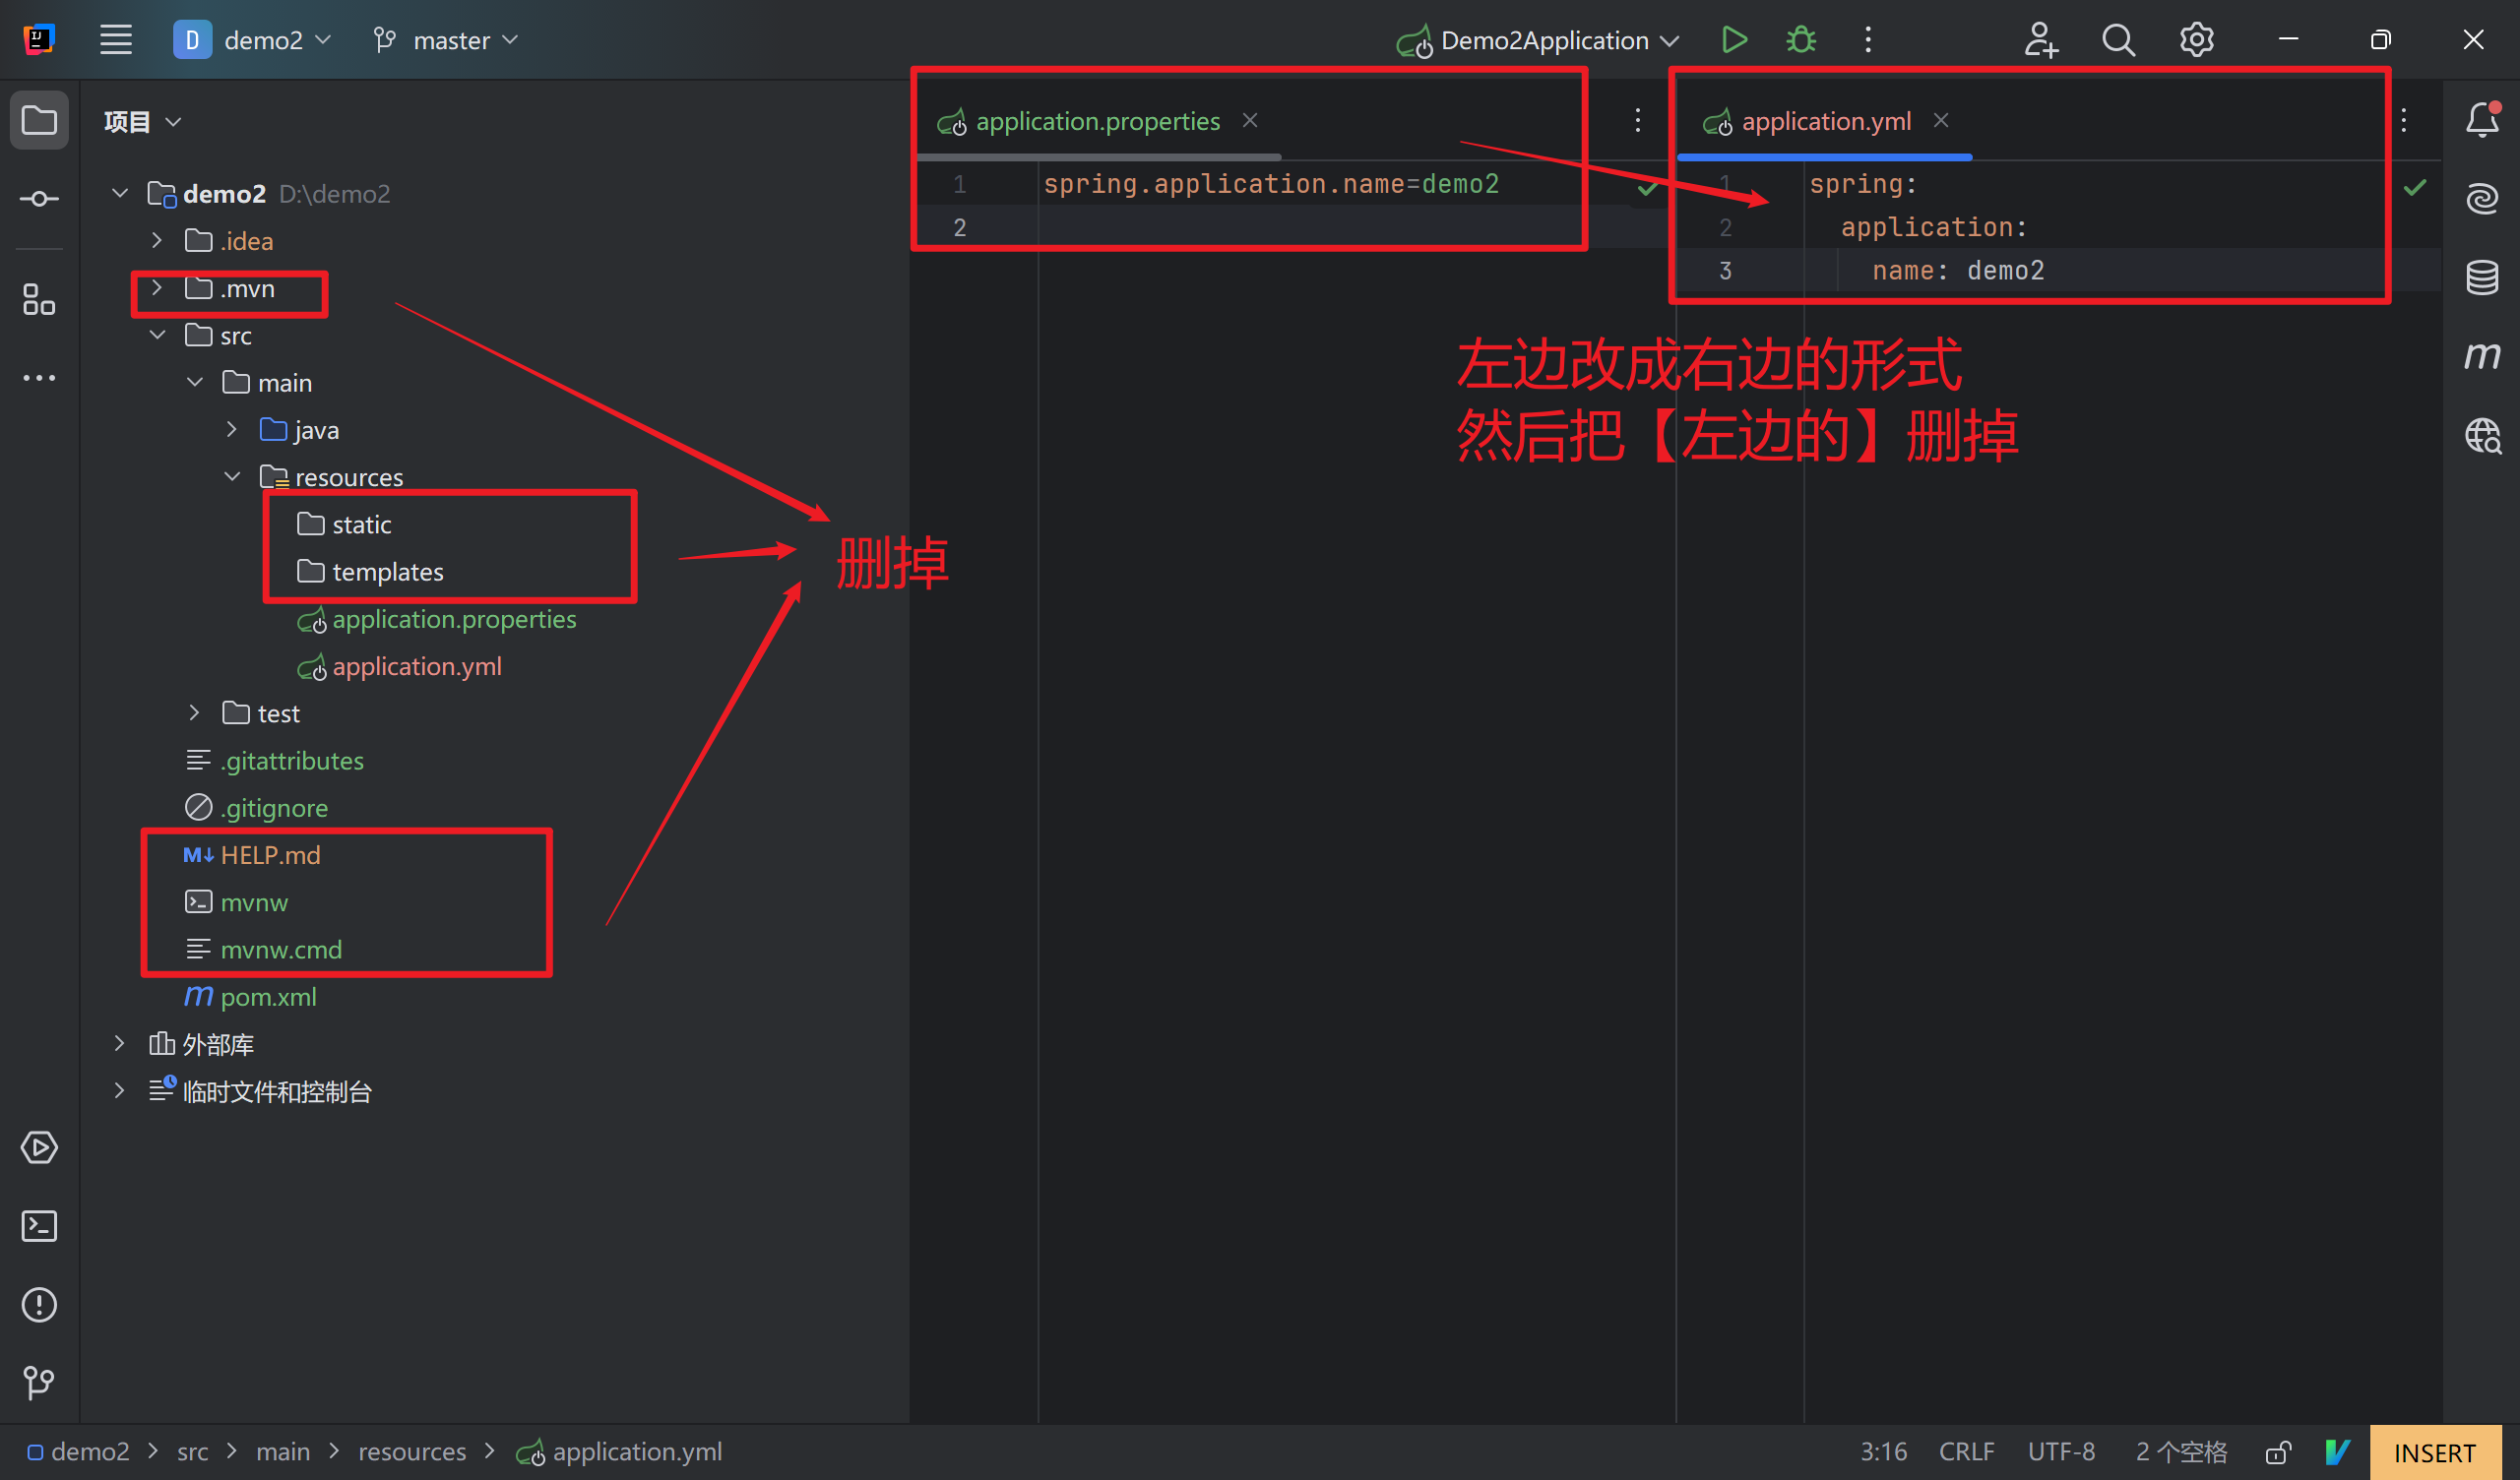 D demo2 master Demo2Application
项目
demo2 D:\demo2
.idea
.mvn
src
main
java
resources
static
templates
application.properties
application.yml
test
.gitattributes
.gitignore
M↓ HELP.md
mvnw
mvnw.cmd
m pom.xml
外部库
临时文件和控制台
删掉
application.properties
1 spring.application.name=demo2
2
application.yml
1 spring:
2 application:
3 name: demo2
左边改成右边的形式
然后把【左边的】删掉
m
demo2 > src > main > resources > application.yml
3:16 CRLF UTF-8 2 个空格 INSERT